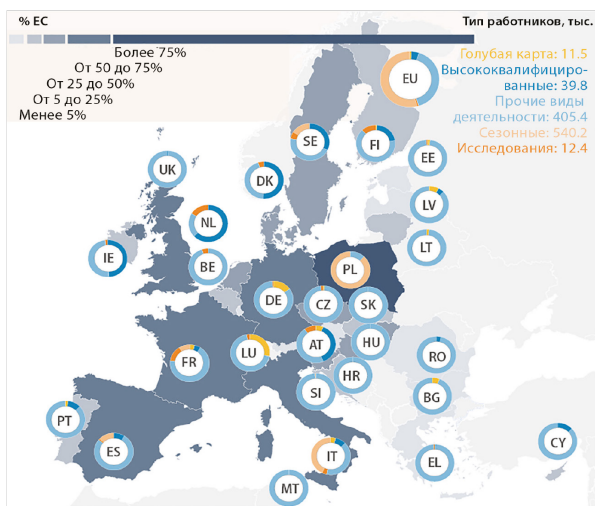 % ЕС
Тип работников, тыс.
Более 75%
От 50 до 75%
От 25 до 50%
От 5 до 25%
Менее 5%
Голубая карта: 11.5
Высококвалифициро-
ванные: 39.8
Прочие виды
деятельности: 405.4
Сезонные: 540.2
Исследования: 12.4
EU
SE
FI
EE
UK
DK
LV
NL
LT
IE
BE
PL
DE
CZ
SK
LU
AT
HU
RO
FR
HR
SI
BG
PT
ES
IT
EL
CY
MT